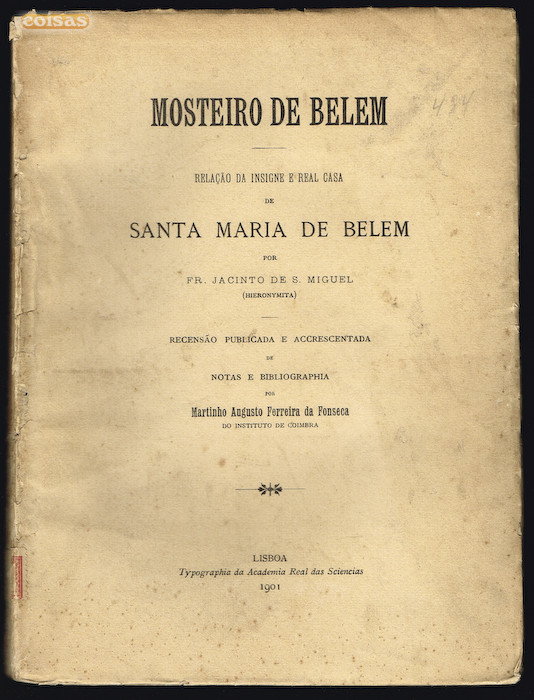 coisas
MOSTEIRO DE BELEM
484
RELAÇÃO DA INSIGNE E REAL CASA
DE
SANTA MARIA DE BELEM
POR
FR. JACINTO DE S. MIGUEL
(HIERONYMITA)
RECENSÃO PUBLICADA E ACCRESCENTADA
DE
NOTAS E BIBLIOGRAPHIA
POR
Martinho Augusto Ferreira da Fonseca
DO INSTITUTO DE COIMBRA
LISBOA
Typographia da Academia Real das Sciencias
1901